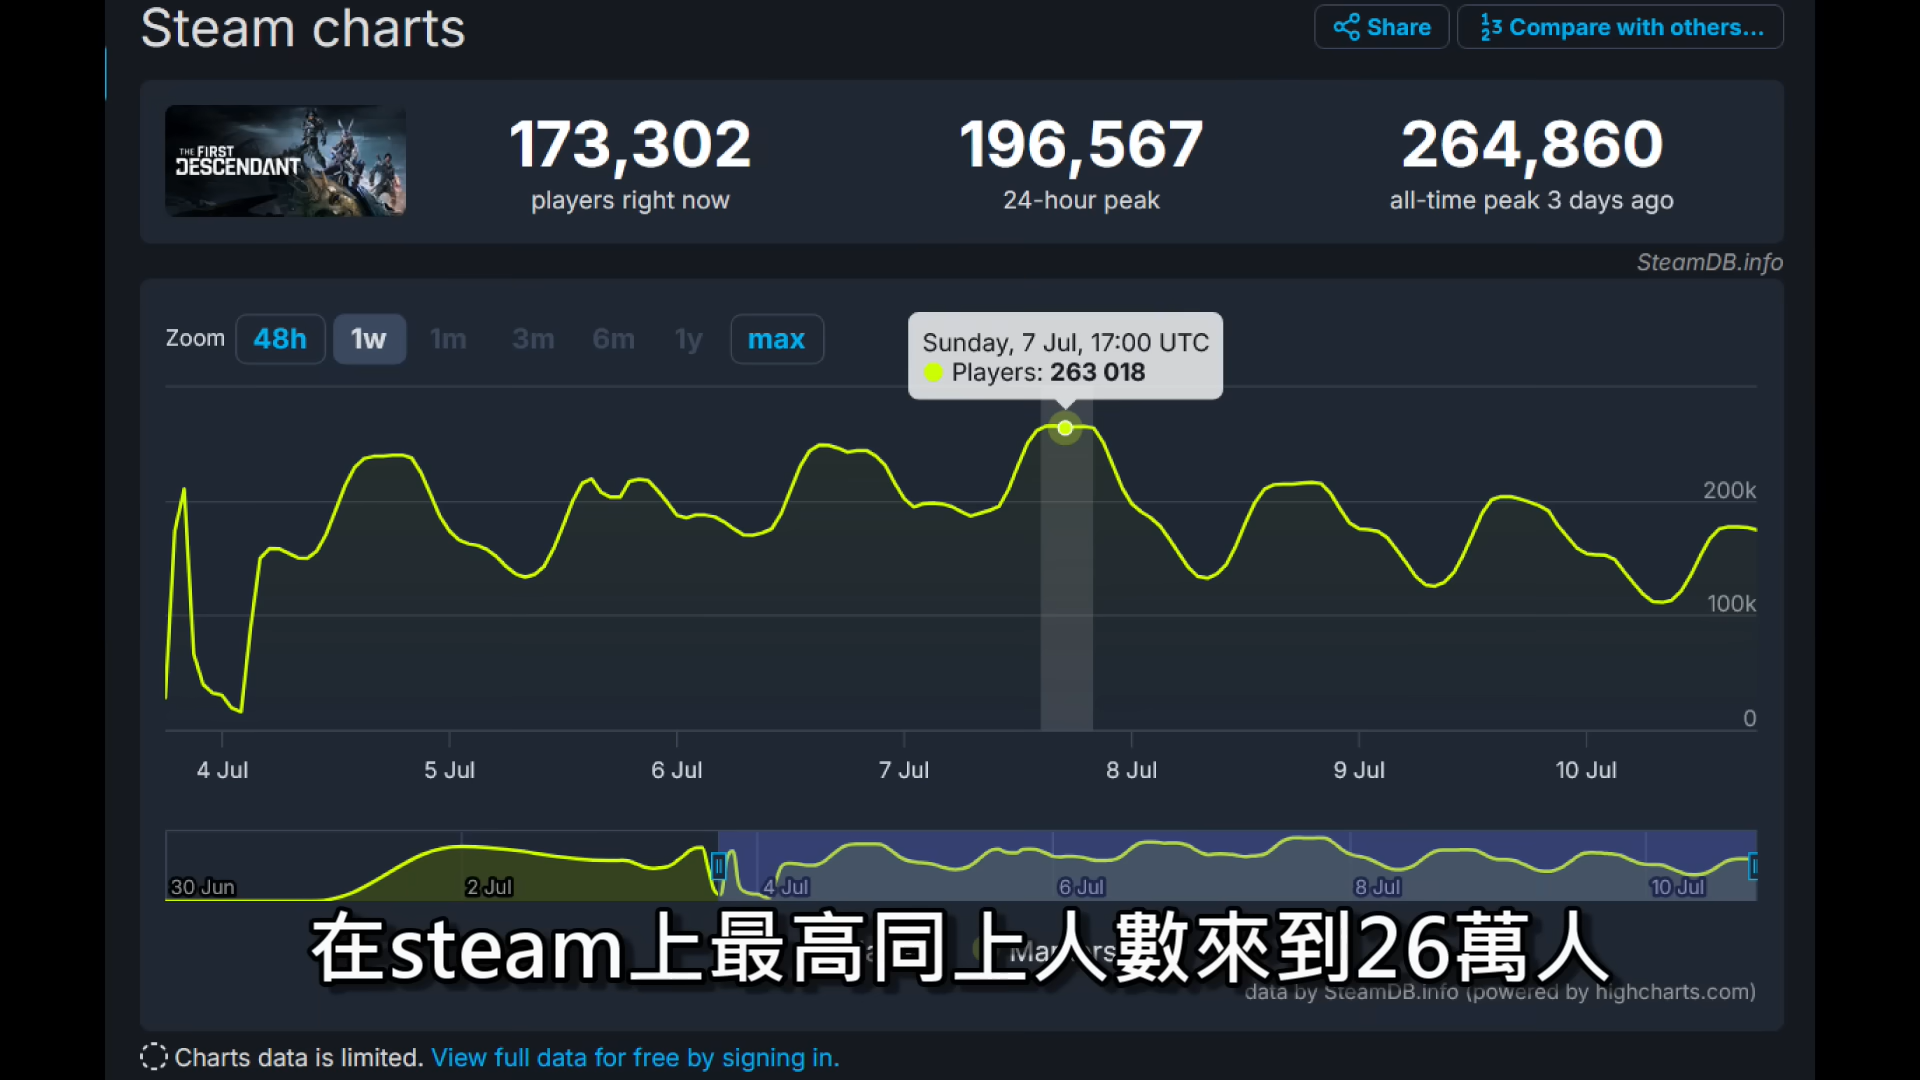 Steam charts
Share
Compare with others...
THE FIRST
DESCENDANT
173,302
players right now
196,567
24-hour peak
264,860
all-time peak 3 days ago
SteamDB.info
Zoom 48h 1w 1m 3m 6m 1y max
Sunday, 7 Jul, 17:00 UTC
Players: 263 018
200k
100k
0
4 Jul 5 Jul 6 Jul 7 Jul 8 Jul 9 Jul 10 Jul
30 Jun 2 Jul 4 Jul 6 Jul 8 Jul 10 Jul
在steam上最高同上人數來到26萬人
data by SteamDB.info (powered by highcharts.com)
Charts data is limited. View full data for free by signing in.